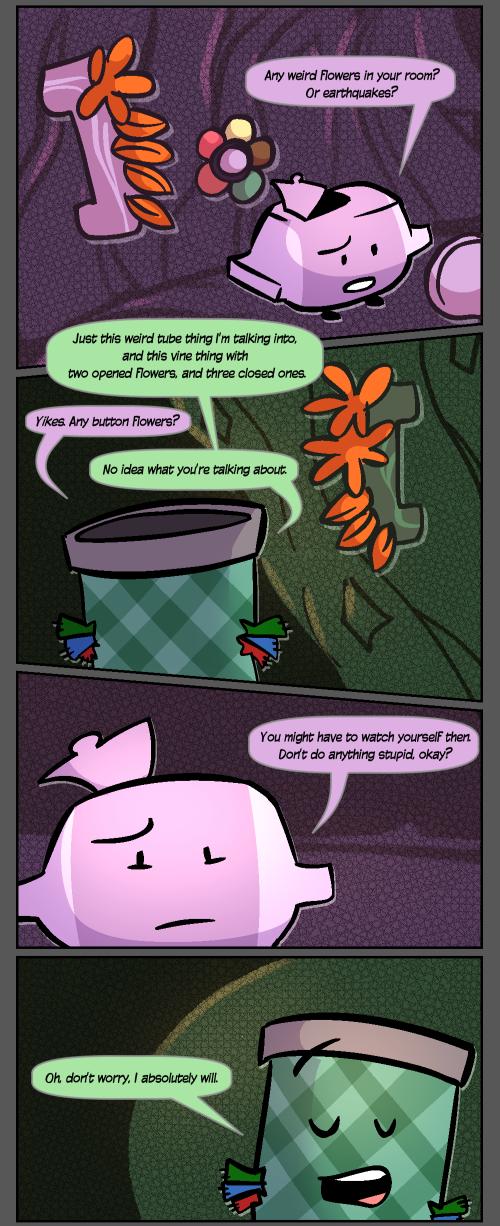 Any weird flowers in your room?
Or earthquakes?
Just this weird tube thing I'm talking into,
and this vine thing with
two opened flowers, and three closed ones.
Yikes. Any button flowers?
No idea what you're talking about.
You might have to watch yourself then.
Don't do anything stupid, okay?
Oh, don't worry, I absolutely will.